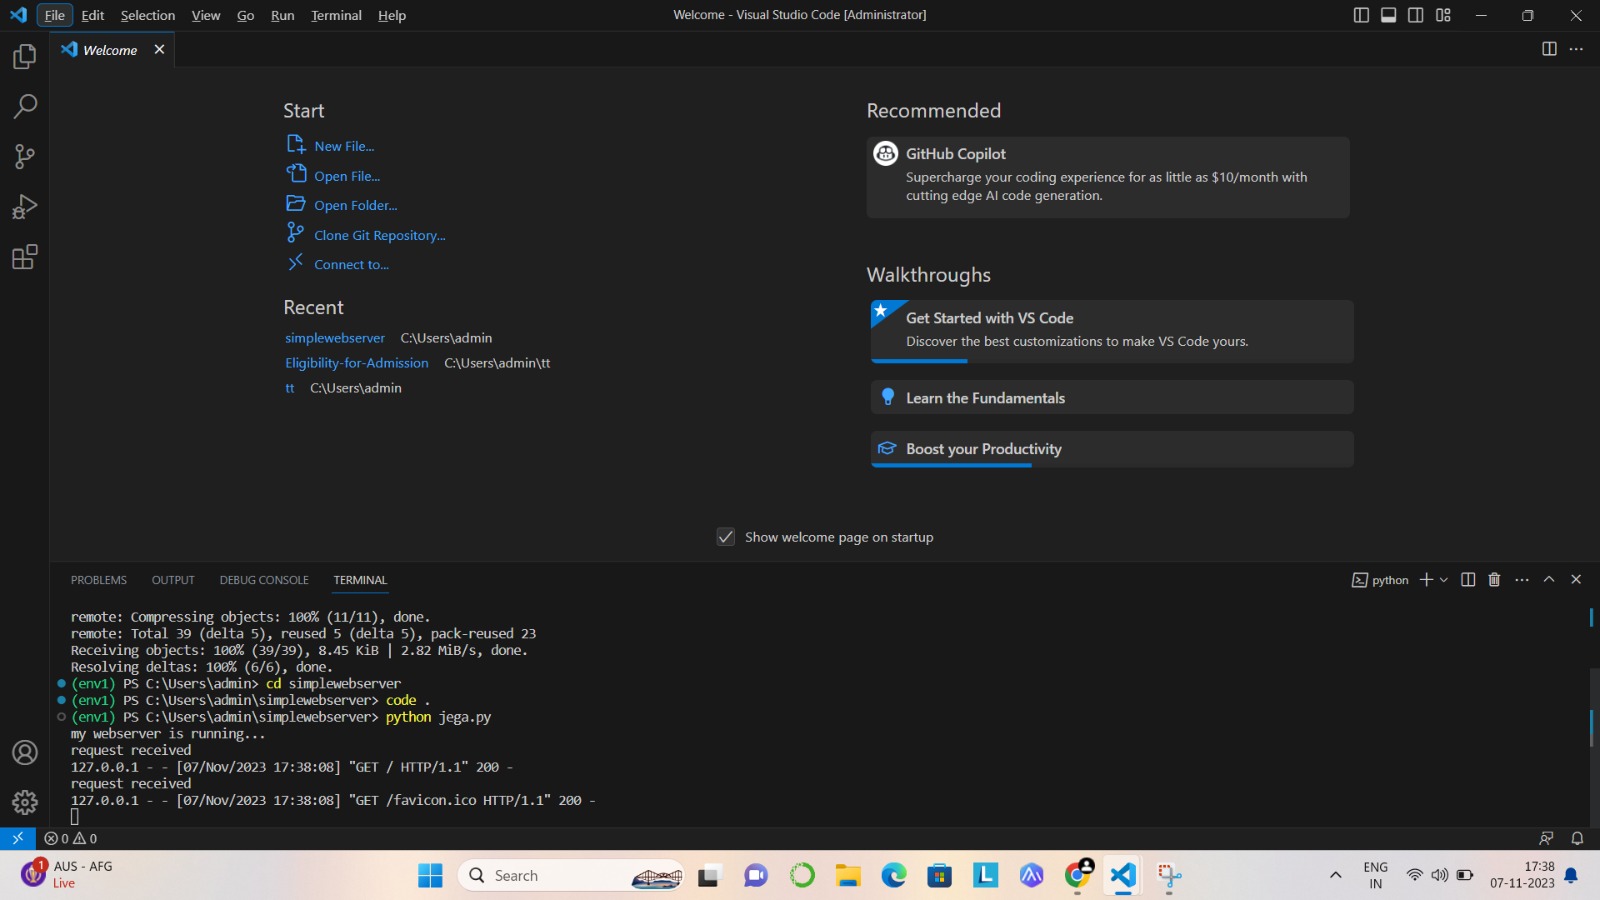 File Edit Selection View Go Run Terminal Help
Welcome - Visual Studio Code [Administrator]
Welcome
Start
New File...
Open File...
Open Folder...
Clone Git Repository...
Connect to...
Recent
simplewebserver C:\Users\admin
Eligibility-for-Admission C:\Users\admin\tt
tt C:\Users\admin
Recommended
GitHub Copilot
Supercharge your coding experience for as little as $10/month with
cutting edge AI code generation.
Walkthroughs
Get Started with VS Code
Discover the best customizations to make VS Code yours.
Learn the Fundamentals
Boost your Productivity
Show welcome page on startup
PROBLEMS OUTPUT DEBUG CONSOLE TERMINAL
python
remote: Compressing objects: 100% (11/11), done.
remote: Total 39 (delta 5), reused 5 (delta 5), pack-reused 23
Receiving objects: 100% (39/39), 8.45 KiB | 2.82 MiB/s, done.
Resolving deltas: 100% (6/6), done.
(env1) PS C:\Users\admin> cd simplewebserver
(env1) PS C:\Users\admin\simplewebserver> code .
(env1) PS C:\Users\admin\simplewebserver> python jega.py
my webserver is running...
request received
127.0.0.1 - - [07/Nov/2023 17:38:08] "GET / HTTP/1.1" 200 -
request received
127.0.0.1 - - [07/Nov/2023 17:38:08] "GET /favicon.ico HTTP/1.1" 200 -
0 0
1
AUS - AFG
Live
Search
L
ENG
IN
17:38
07-11-2023